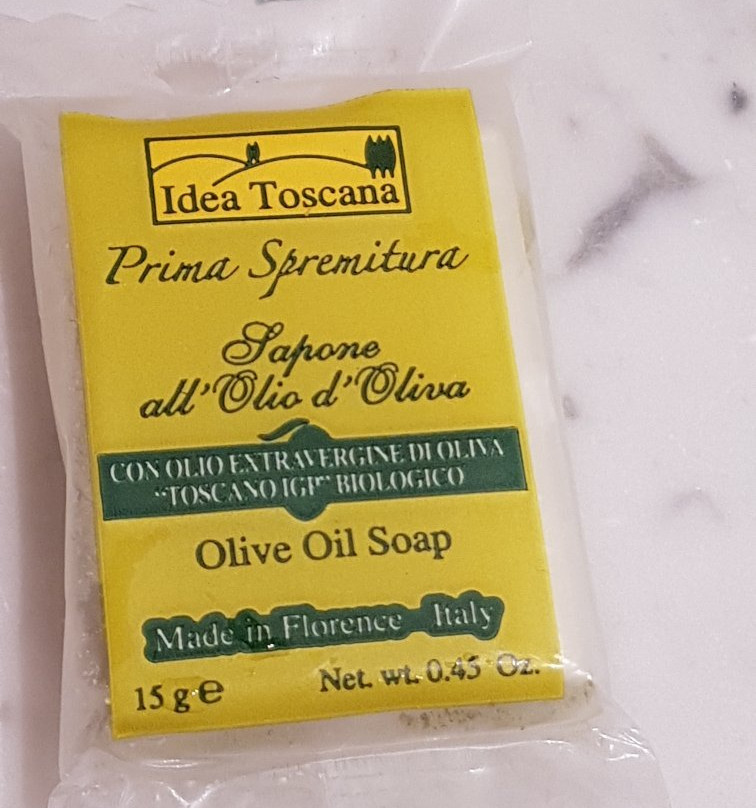 Idea Toscana
Prima Spremitura
Sapone
all'Olio d'Oliva
CON OLIO EXTRAVERGINE DI OLIVA
"TOSCANO IGP" BIOLOGICO
Olive Oil Soap
Made in Florence - Italy
15 g e
Net. wt. 0.45 Oz.